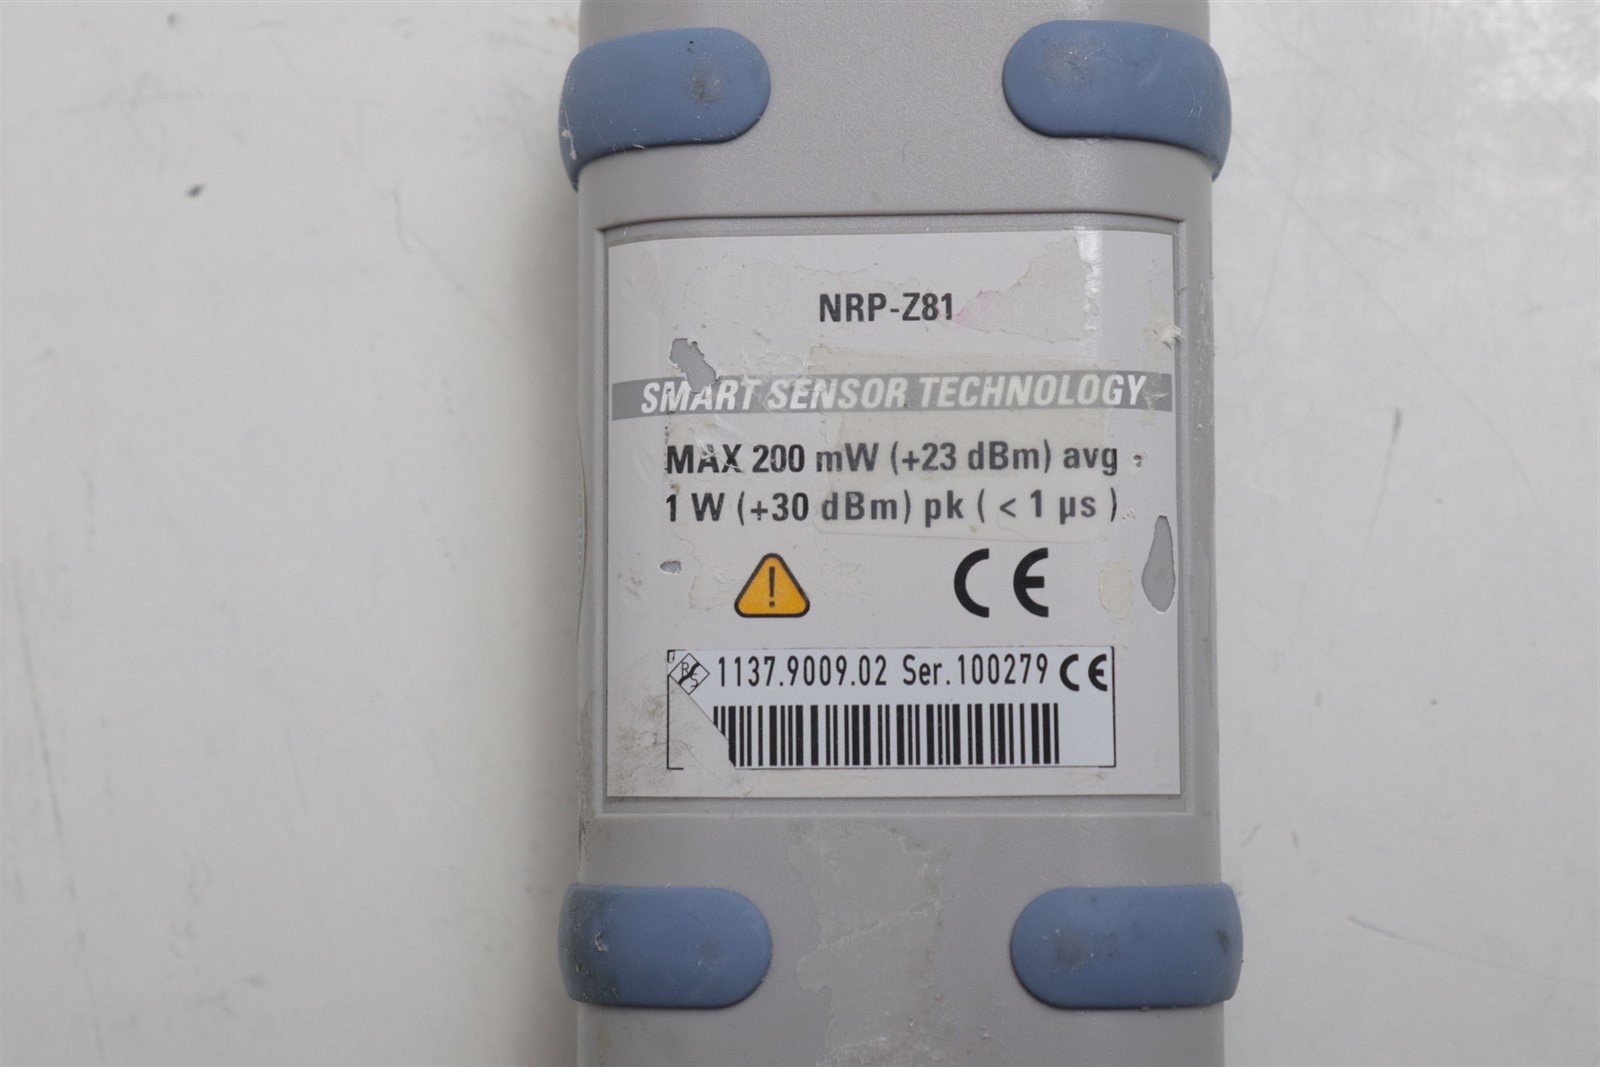 NRP-Z81
SMART SENSOR TECHNOLOGY
MAX 200 mW (+23 dBm) avg
1 W (+30 dBm) pk ( < 1 µs )
!
CE
R&S 1137.9009.02 Ser.100279 CE